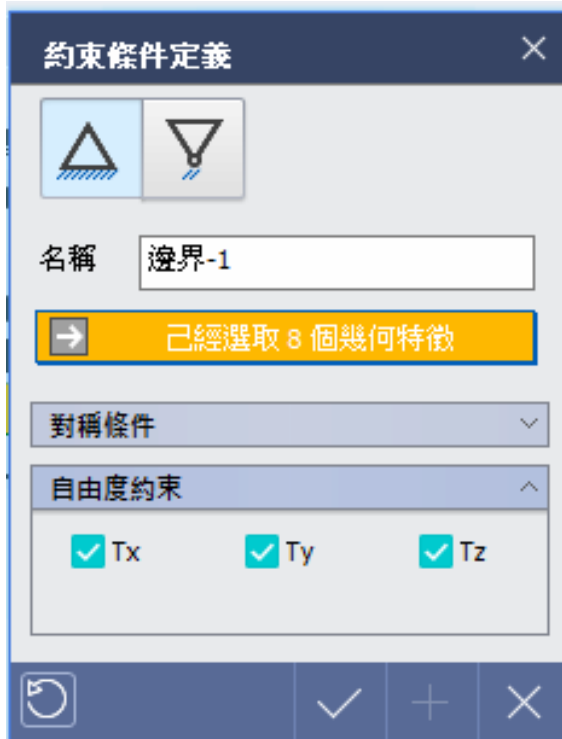 約束條件定義
名稱
邊界-1
己經選取 8 個幾何特徵
對稱條件
自由度約束
Tx
Ty
Tz